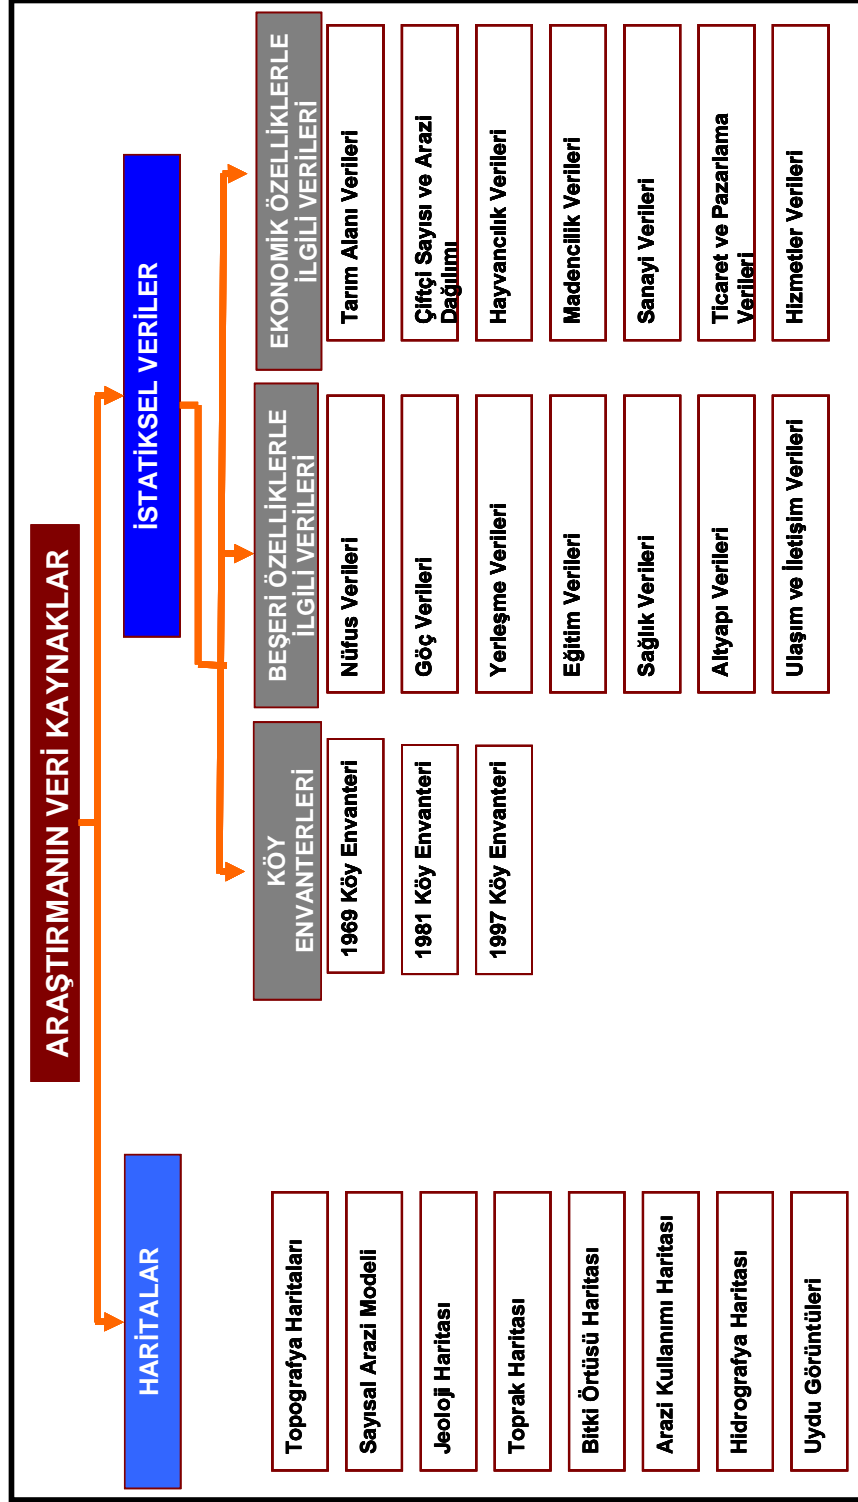 ARAŞTIRMANIN VERİ KAYNAKLAR
HARİTALAR
Topografya Haritaları
Sayısal Arazi Modeli
Jeoloji Haritası
Toprak Haritası
Bitki Örtüsü Haritası
Arazi Kullanımı Haritası
Hidrografya Haritası
Uydu Görüntüleri
İSTATİKSEL VERİLER
KÖY
ENVANTERLERİ
1969 Köy Envanteri
1981 Köy Envanteri
1997 Köy Envanteri
BEŞERİ ÖZELLİKLERLE
İLGİLİ VERİLERİ
Nüfus Verileri
Göç Verileri
Yerleşme Verileri
Eğitim Verileri
Sağlık Verileri
Altyapı Verileri
Ulaşım ve İletişim Verileri
EKONOMİK ÖZELLİKLERLE
İLGİLİ VERİLERİ
Tarım Alanı Verileri
Çiftçi Sayısı ve Arazi
Dağılımı
Hayvancılık Verileri
Madencilik Verileri
Sanayi Verileri
Ticaret ve Pazarlama
Verileri
Hizmetler Verileri